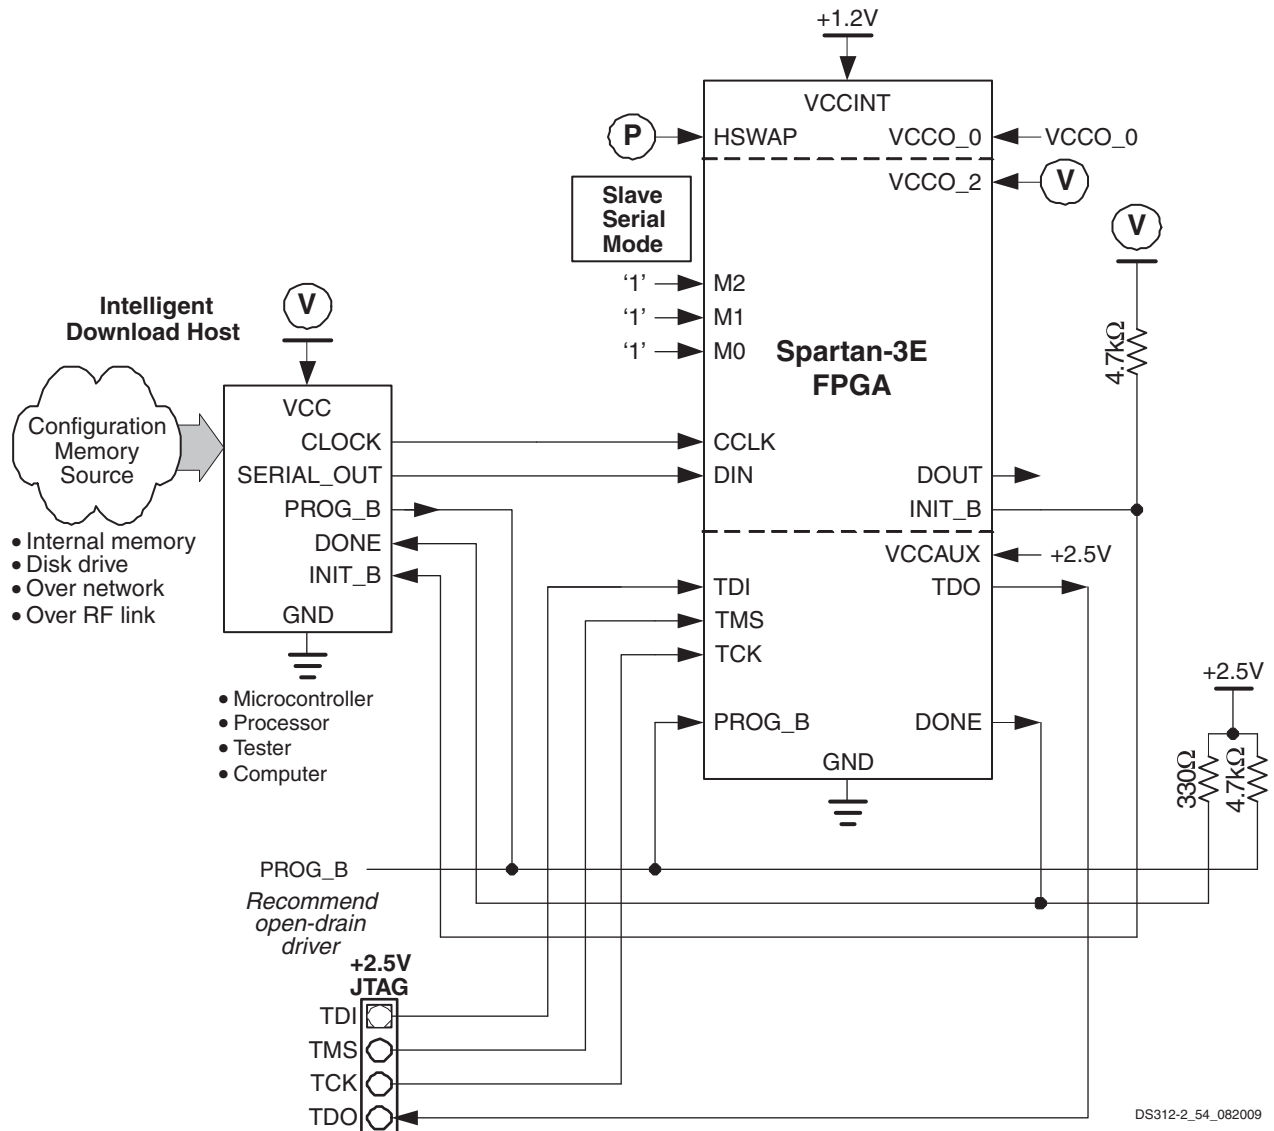 +1.2V
VCCINT
P
HSWAP
VCCO_0
VCCO_0
VCCO_2
V
Slave
Serial
Mode
V
‘1’
M2
‘1’
M1
‘1’
M0
Spartan-3E
FPGA
4.7kΩ
Intelligent
Download Host
V
Configuration
Memory
Source
VCC
CLOCK
SERIAL_OUT
PROG_B
DONE
INIT_B
GND
CCLK
DIN
DOUT
INIT_B
• Internal memory
• Disk drive
• Over network
• Over RF link
VCCAUX
+2.5V
TDI
TDO
TMS
TCK
• Microcontroller
• Processor
• Tester
• Computer
PROG_B
DONE
GND
+2.5V
330Ω
4.7kΩ
PROG_B
Recommend
open-drain
driver
+2.5V
JTAG
TDI
TMS
TCK
TDO
DS312-2_54_082009